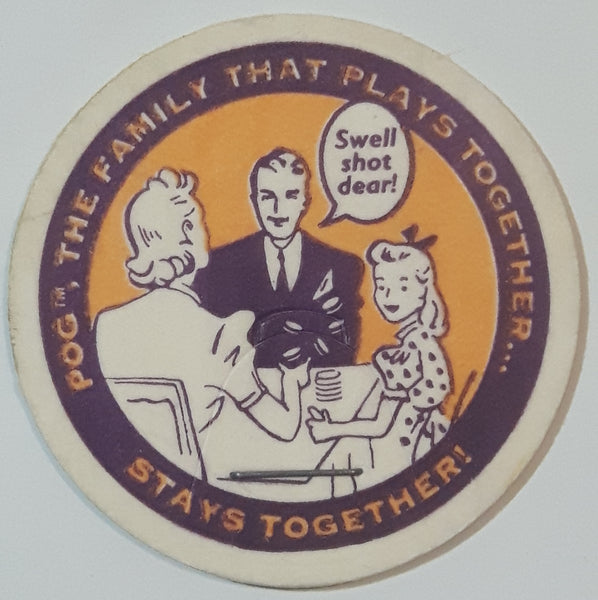 POG™, THE FAMILY THAT PLAYS TOGETHER...
Swell
shot
dear!
STAYS TOGETHER!